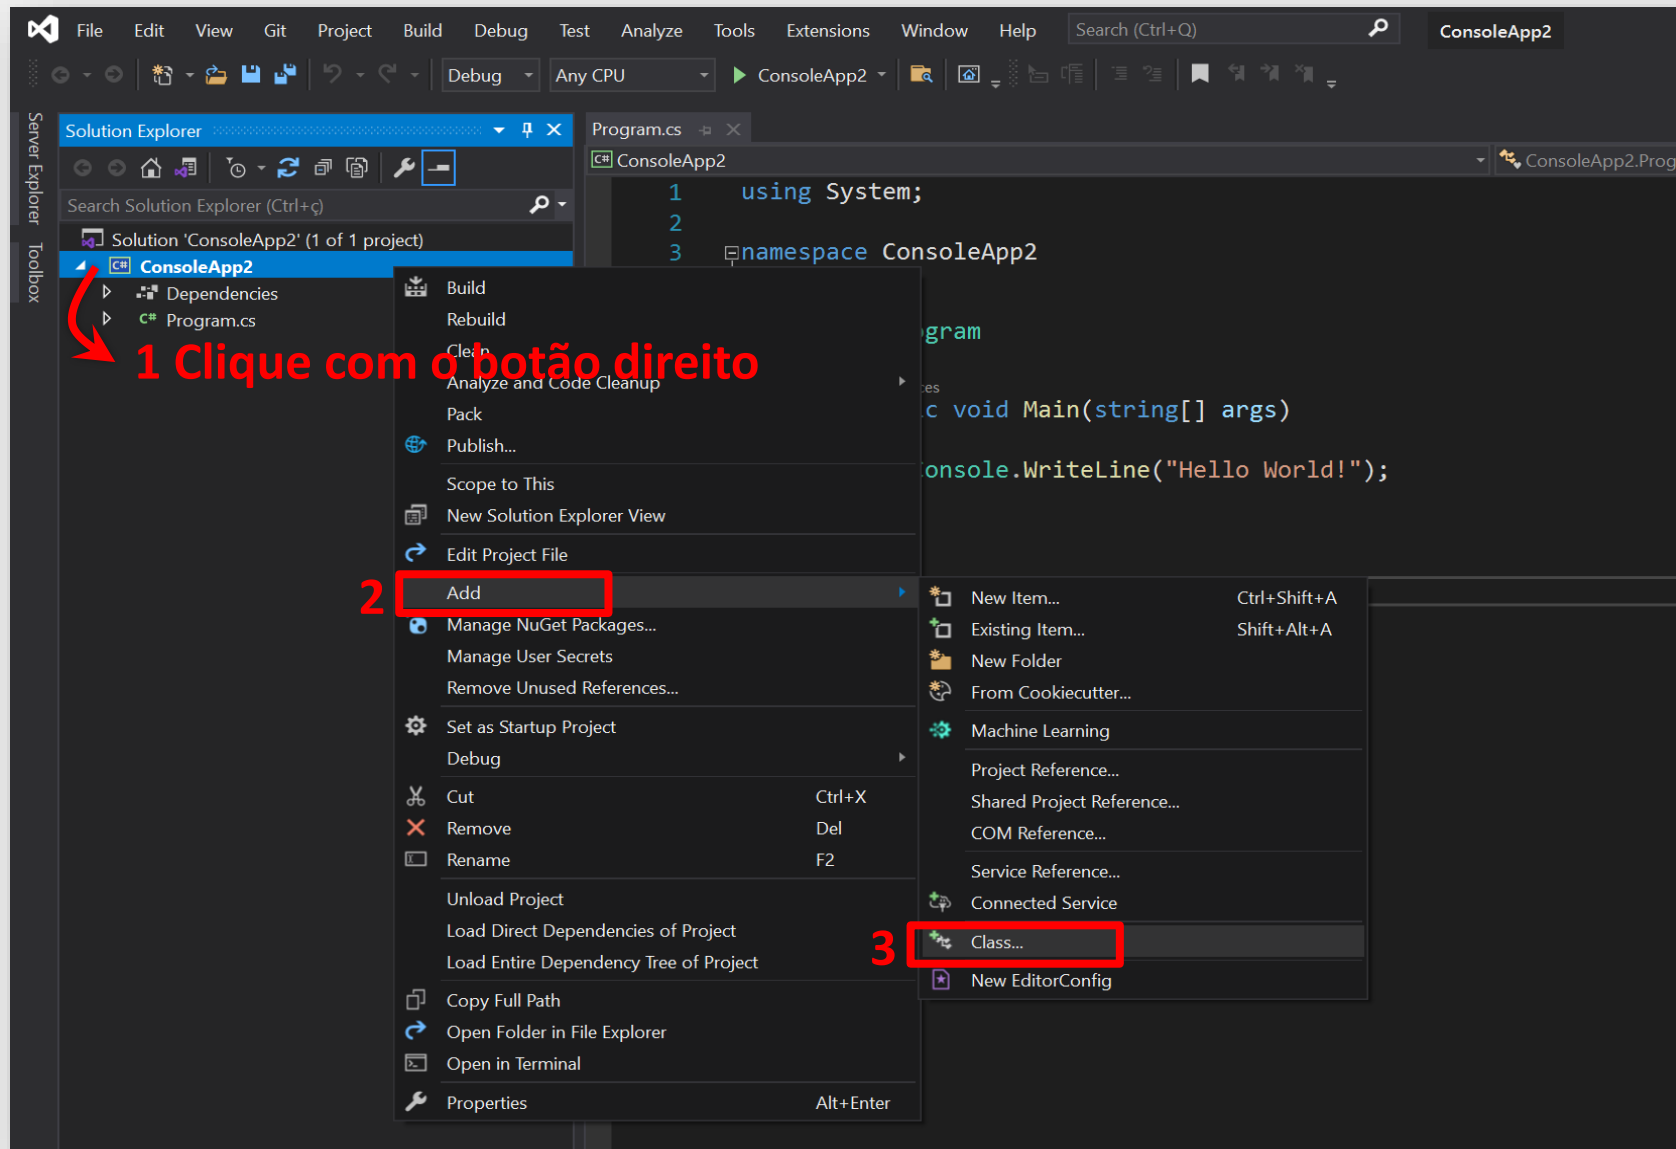 File Edit View Git Project Build Debug Test Analyze Tools Extensions Window Help Search (Ctrl+Q) ConsoleApp2
Debug Any CPU ConsoleApp2
Server Explorer
Toolbox
Solution Explorer
Search Solution Explorer (Ctrl+ç)
Solution 'ConsoleApp2' (1 of 1 project)
C# ConsoleApp2
Dependencies
C# Program.cs
1 Clique com o botão direito
Program.cs
C# ConsoleApp2 ConsoleApp2.Prog
1 using System;
2
3 namespace ConsoleApp2
gram
ces
c void Main(string[] args)
onsole.WriteLine("Hello World!");
Build
Rebuild
Clean
Analyze and Code Cleanup
Pack
Publish...
Scope to This
New Solution Explorer View
Edit Project File
2 Add
Manage NuGet Packages...
Manage User Secrets
Remove Unused References...
Set as Startup Project
Debug
Cut Ctrl+X
Remove Del
Rename F2
Unload Project
Load Direct Dependencies of Project
Load Entire Dependency Tree of Project
Copy Full Path
Open Folder in File Explorer
Open in Terminal
Properties Alt+Enter
New Item... Ctrl+Shift+A
Existing Item... Shift+Alt+A
New Folder
From Cookiecutter...
Machine Learning
Project Reference...
Shared Project Reference...
COM Reference...
Service Reference...
Connected Service
3 Class...
New EditorConfig